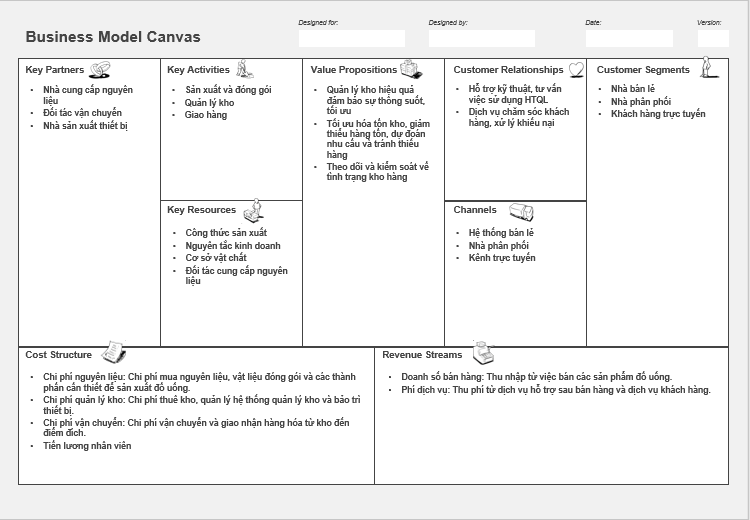 Designed for:
Designed by:
Date:
Version:
Business Model Canvas
Key Partners
Nhà cung cấp nguyên
liệu
Đối tác vận chuyển
Nhà sản xuất thiết bị
Key Activities
Sản xuất và đóng gói
Quản lý kho
Giao hàng
Key Resources
Công thức sản xuất
Nguyên tắc kinh doanh
Cơ sở vật chất
Đối tác cung cấp nguyên
liệu
Value Propositions
Quản lý kho hiệu quả
đảm bảo sự thông suốt,
tối ưu
Tối ưu hóa tồn kho, giảm
thiểu hàng tồn, dự đoán
nhu cầu và tránh thiếu
hàng
Theo dõi và kiểm soát về
tình trạng kho hàng
Customer Relationships
Hỗ trợ kỹ thuật, tư vấn
việc sử dụng HTQL
Dịch vụ chăm sóc khách
hàng, xử lý khiếu nại
Channels
Hệ thống bán lẻ
Nhà phân phối
Kênh trực tuyến
Customer Segments
Nhà bán lẻ
Nhà phân phối
Khách hàng trực tuyến
Cost Structure
Chi phí nguyên liệu: Chi phí mua nguyên liệu, vật liệu đóng gói và các thành
phần cần thiết để sản xuất đồ uống.
Chi phí quản lý kho: Chi phí thuê kho, quản lý hệ thống quản lý kho và bảo trì
thiết bị.
Chi phí vận chuyển: Chi phí vận chuyển và giao nhận hàng hóa từ kho đến
điểm đích.
Tiền lương nhân viên
Revenue Streams
Doanh số bán hàng: Thu nhập từ việc bán các sản phẩm đồ uống.
Phí dịch vụ: Thu phí từ dịch vụ hỗ trợ sau bán hàng và dịch vụ khách hàng.